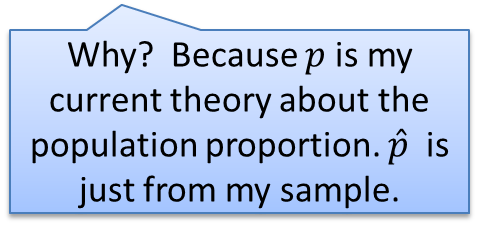 Why?  Because p is my
current theory about the
population proportion. p̂  is
just from my sample.